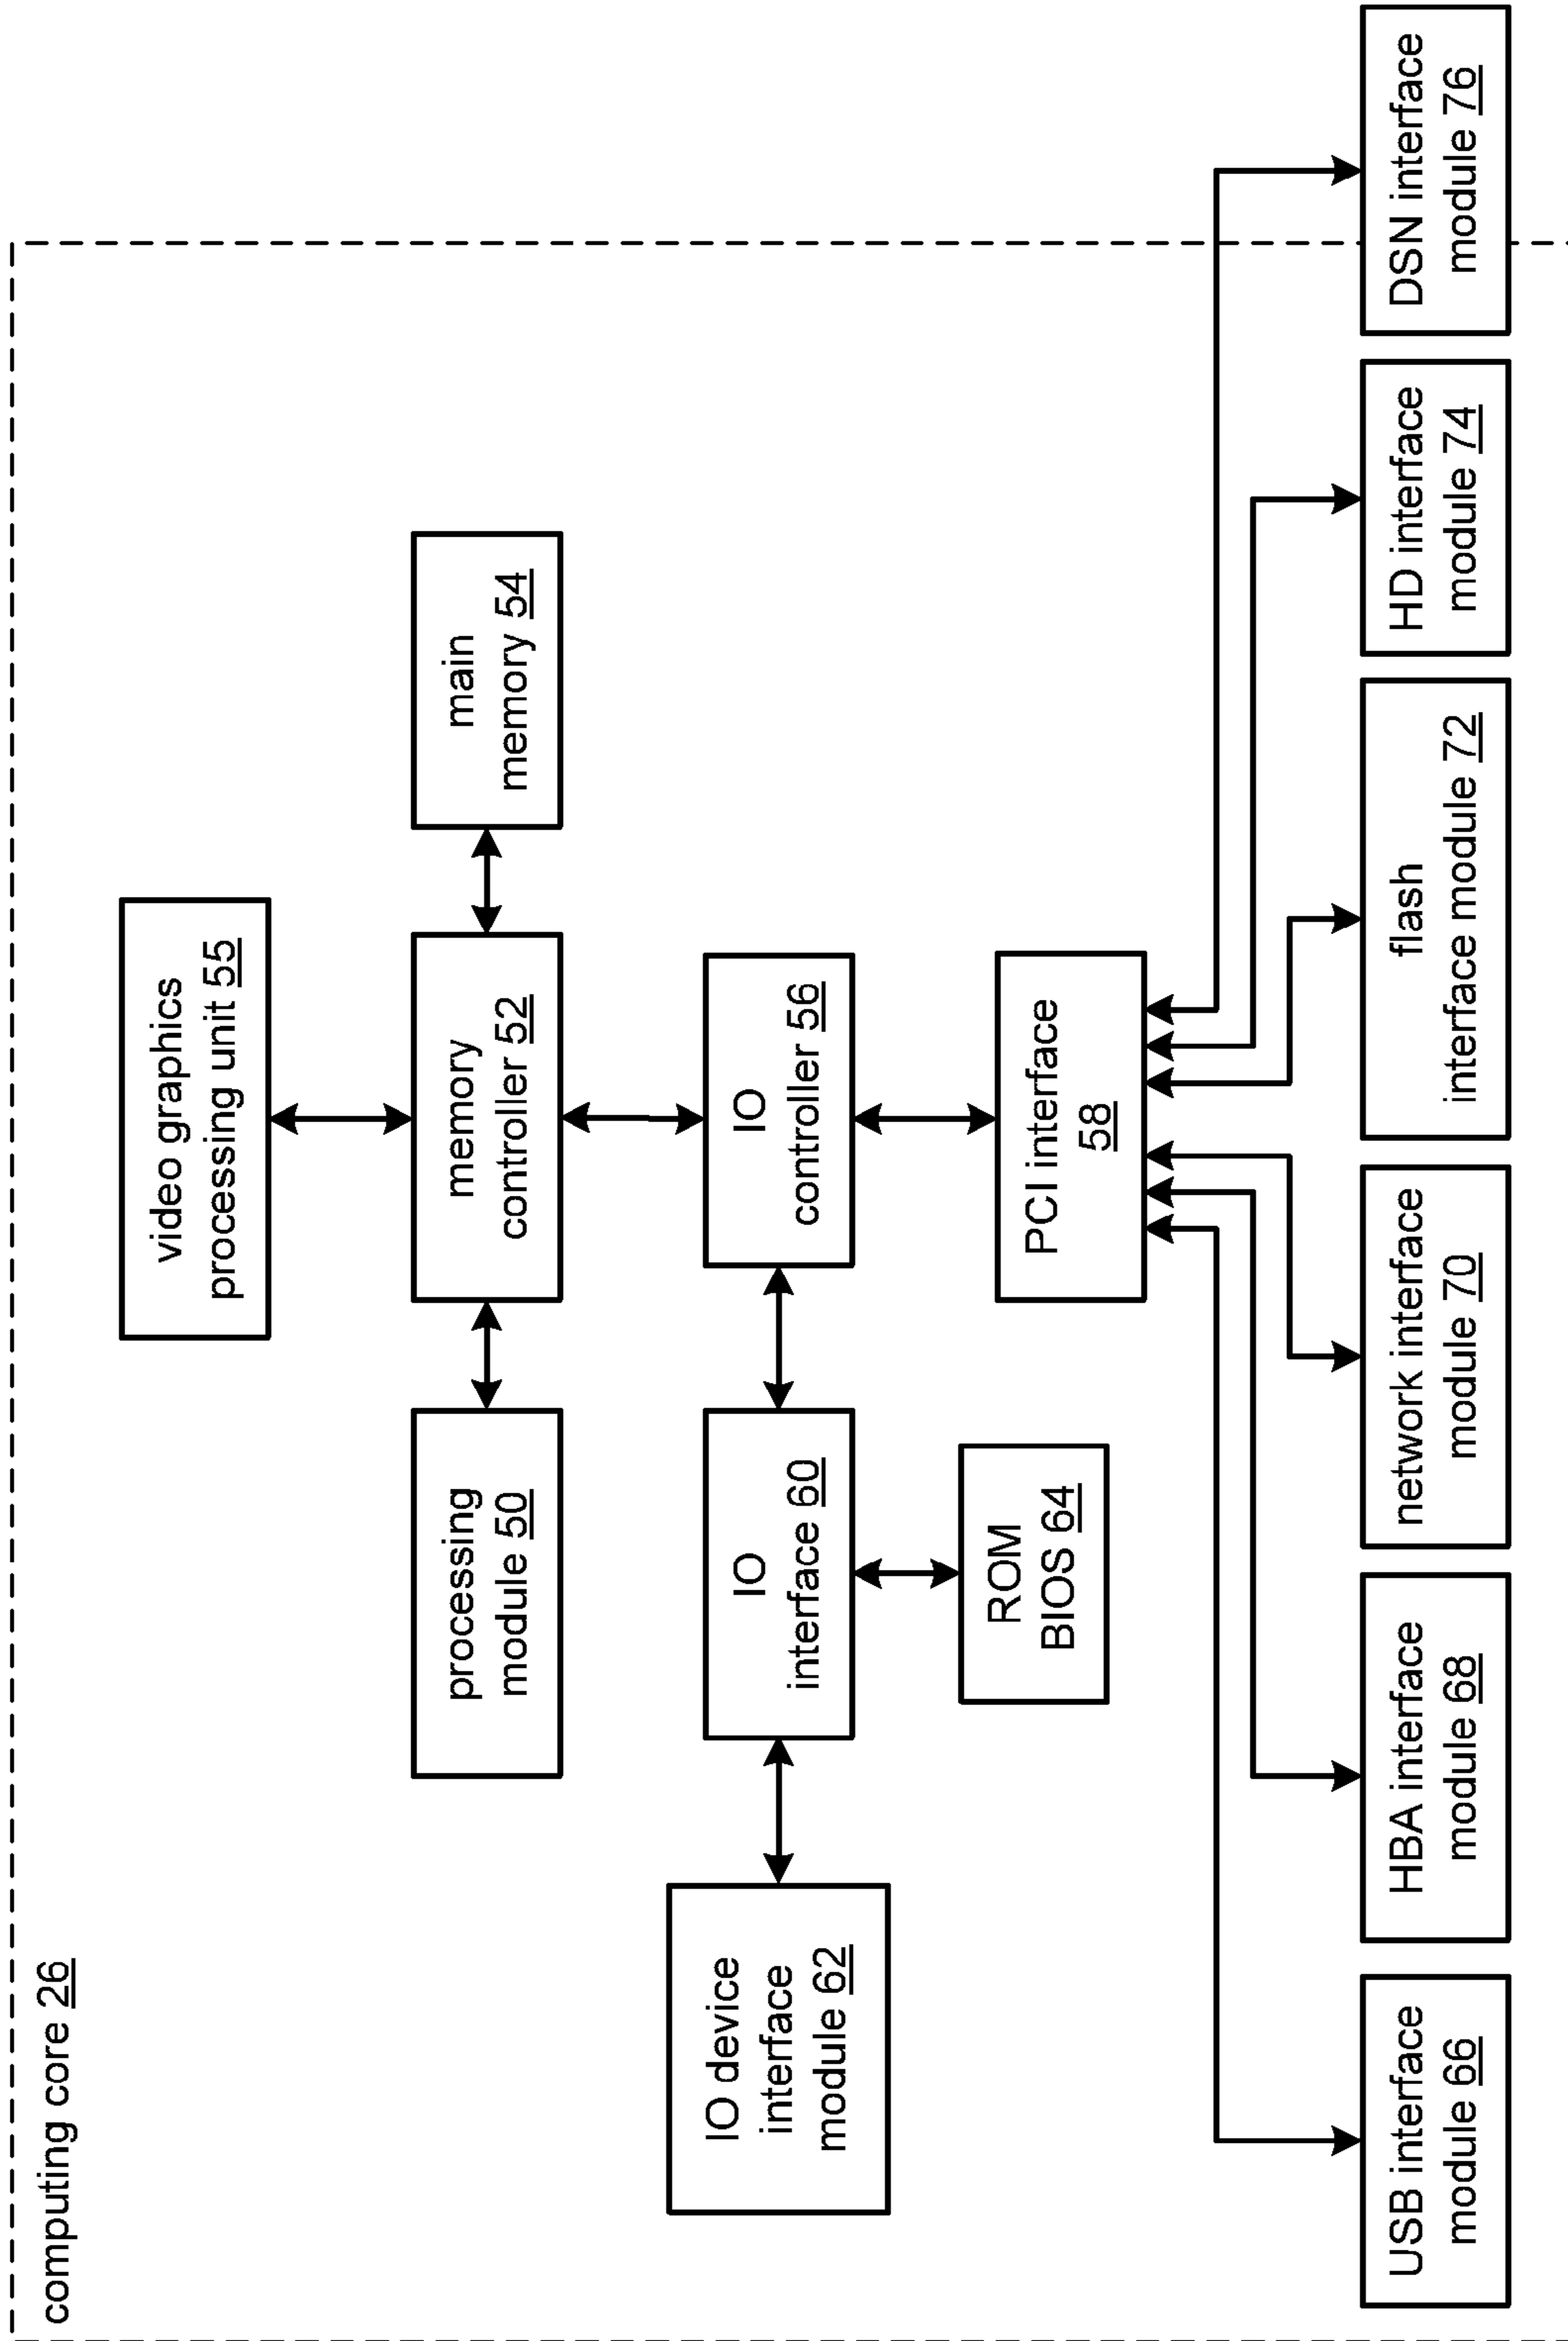 computing core 26
video graphics
processing unit 55
processing
module 50
memory
controller 52
main
memory 54
IO device
interface
module 62
IO
interface 60
IO
controller 56
ROM
BIOS 64
PCI interface
58
USB interface
module 66
HBA interface
module 68
network interface
module 70
flash
interface module 72
HD interface
module 74
DSN interface
module 76